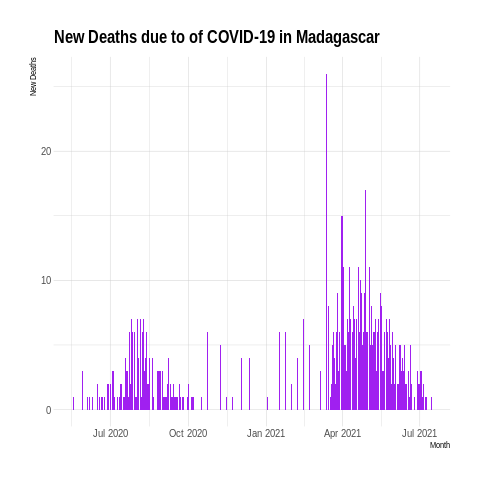 New Deaths due to of COVID-19 in Madagascar
New Deaths
20
10
0
Jul 2020 Oct 2020 Jan 2021 Apr 2021 Jul 2021
Month